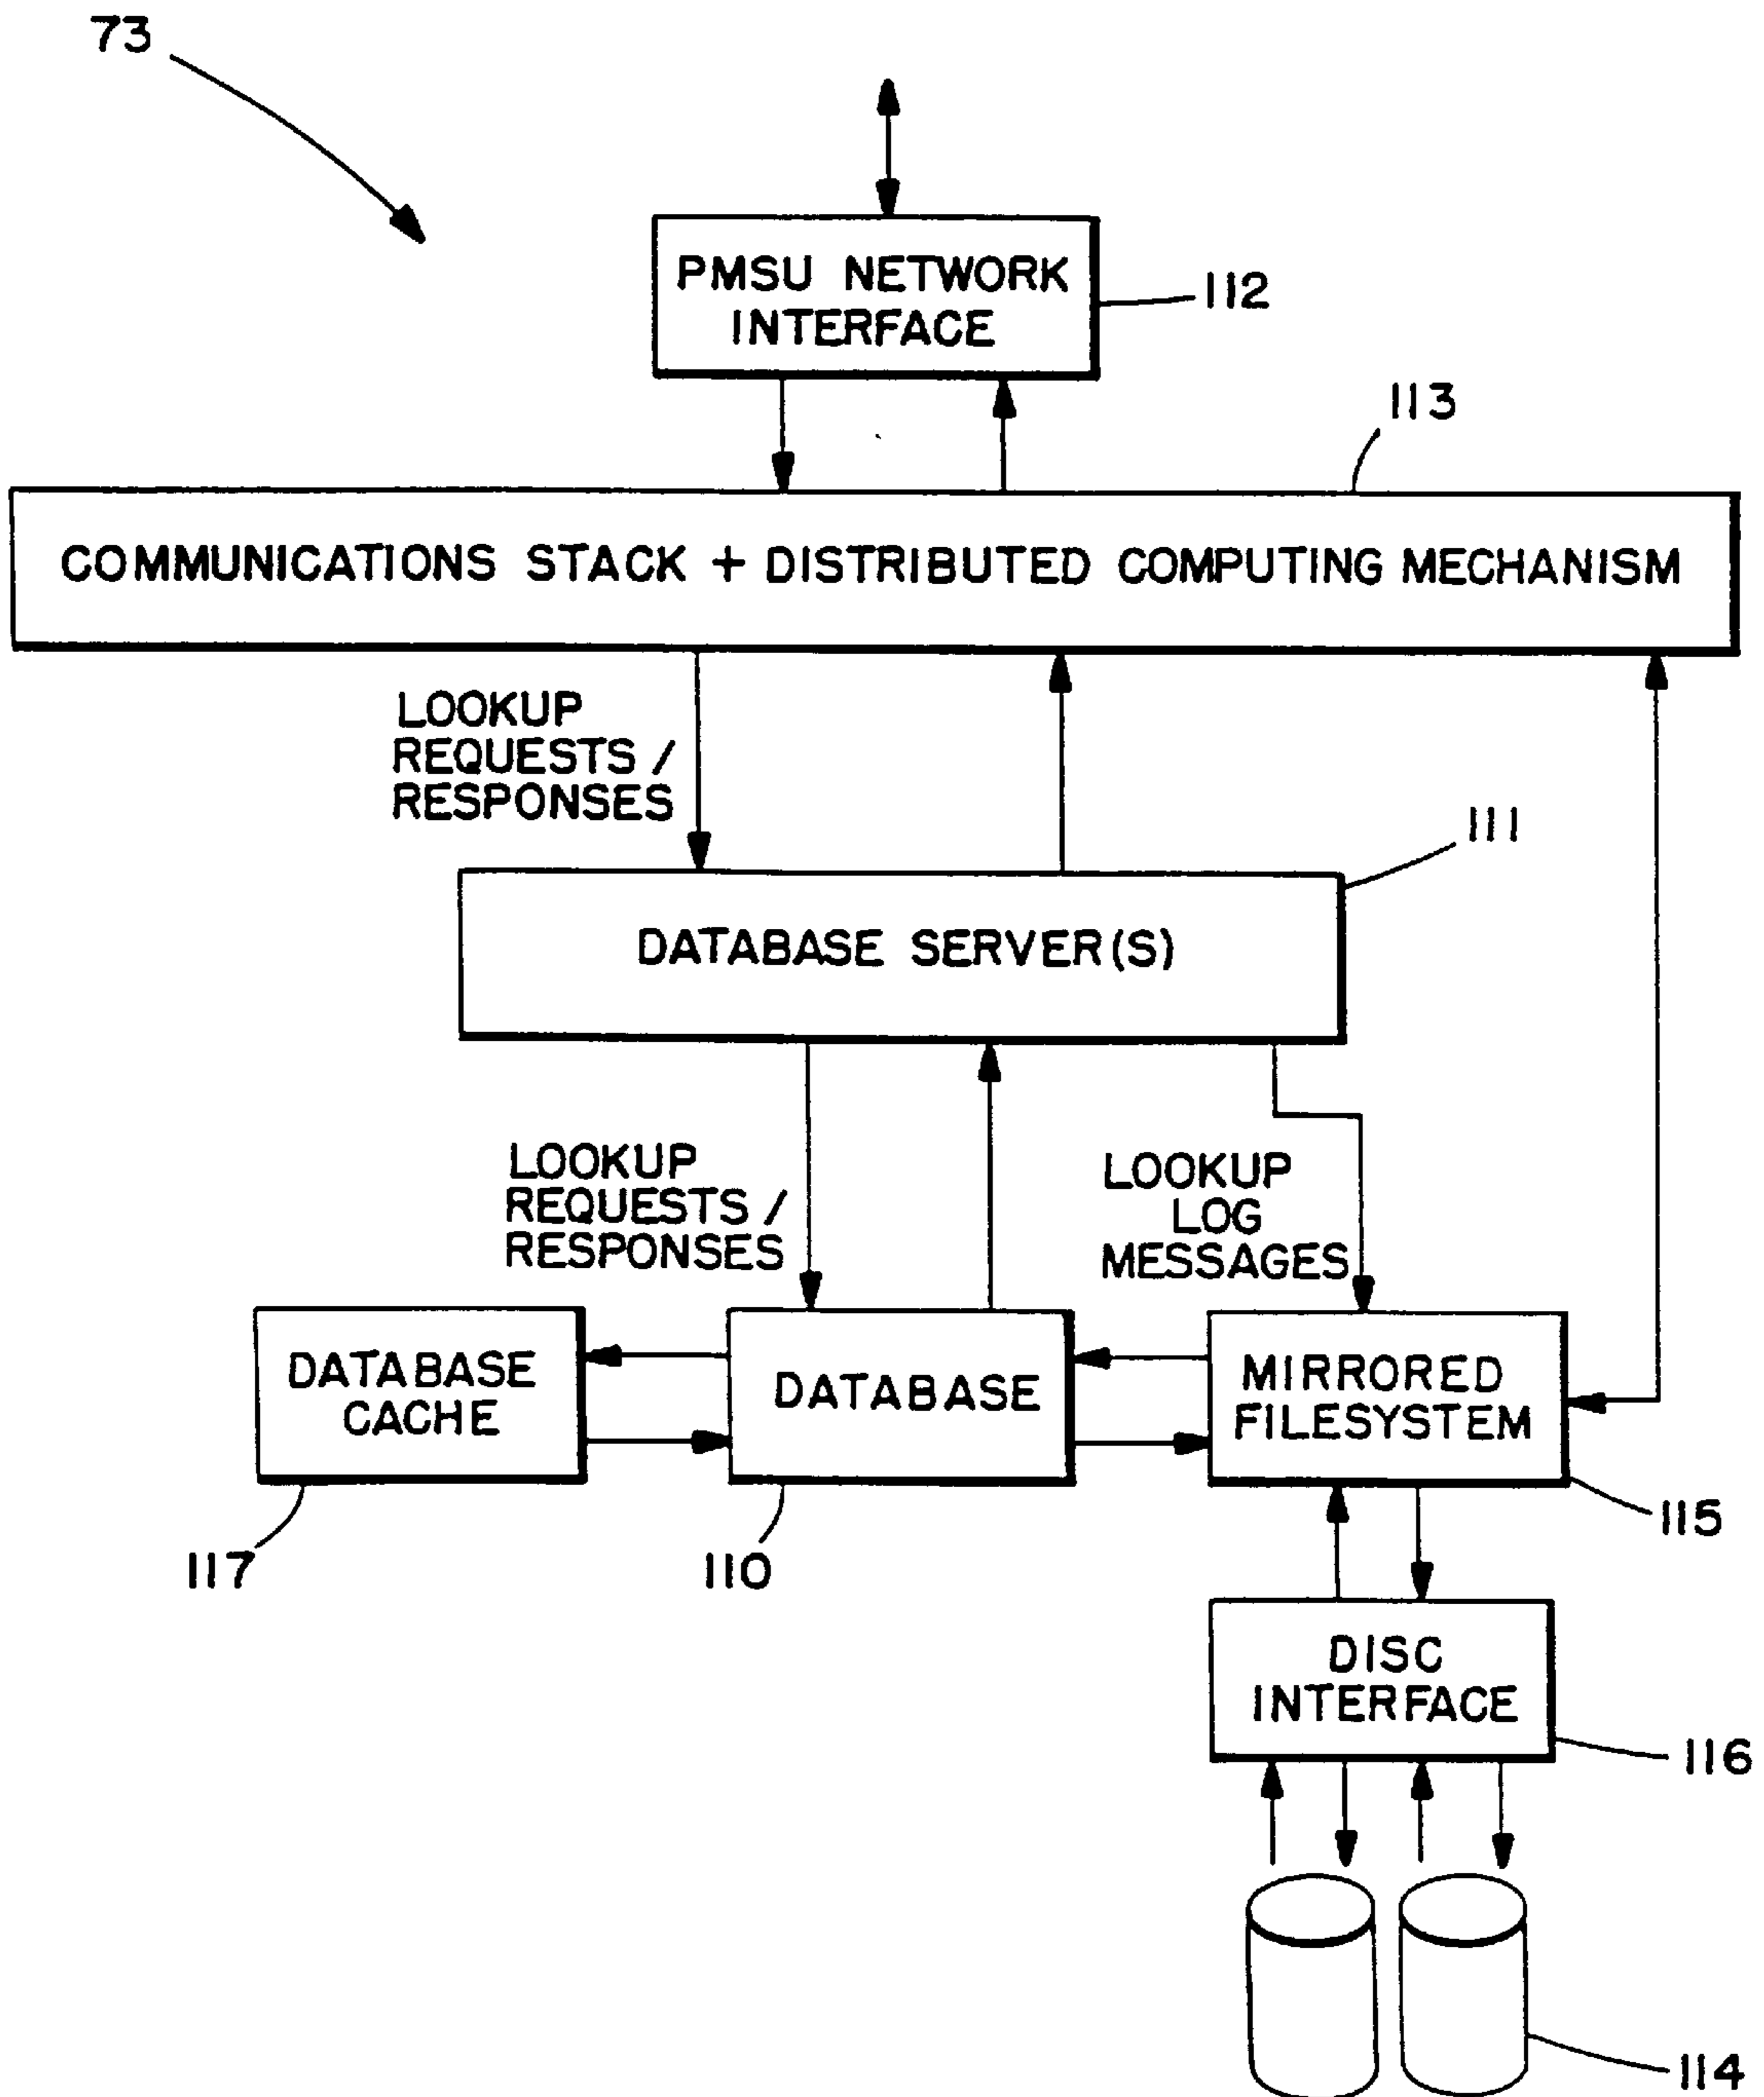 73
PMSU NETWORK
INTERFACE
112
113
COMMUNICATIONS STACK + DISTRIBUTED COMPUTING MECHANISM
LOOKUP
REQUESTS /
RESPONSES
111
DATABASE SERVER(S)
LOOKUP
REQUESTS /
RESPONSES
LOOKUP
LOG
MESSAGES
DATABASE
CACHE
DATABASE
MIRRORED
FILESYSTEM
117
110
115
DISC
INTERFACE
116
114